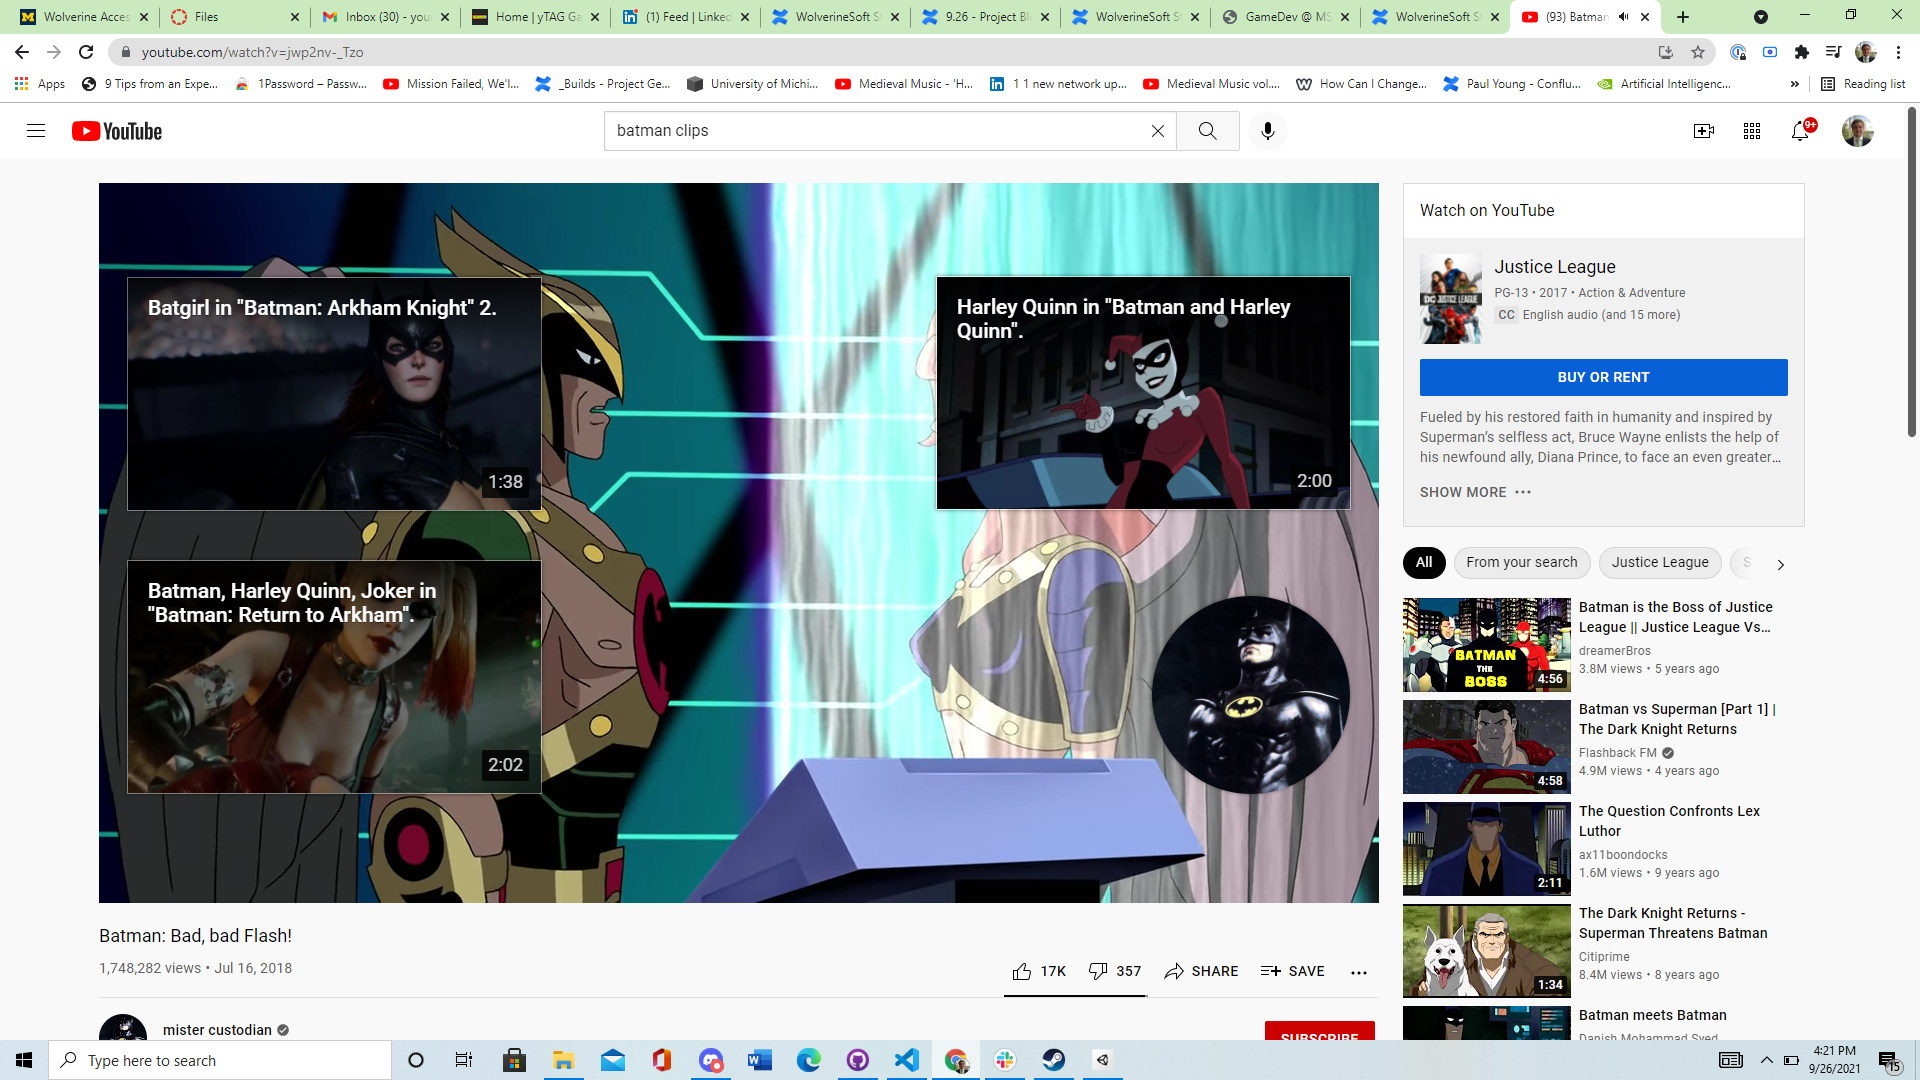 Wolverine Acces
Files
Inbox (30) - you
Home | yTAG Ga
(1) Feed | Linked
WolverineSoft S
9.26 - Project Bl
WolverineSoft S
GameDev @ MS
WolverineSoft S
(93) Batman
youtube.com/watch?v=jwp2nv-_Tzo
Apps
9 Tips from an Expe...
1Password – Passw...
Mission Failed, We'l...
_Builds - Project Ge...
University of Michi...
Medieval Music - 'H...
1 1 new network up...
Medieval Music vol....
How Can I Change...
Paul Young - Conflu...
Artificial Intelligenc...
»
Reading list
YouTube
batman clips
9+
Batgirl in "Batman: Arkham Knight" 2.
1:38
Harley Quinn in "Batman and Harley
Quinn".
2:00
Batman, Harley Quinn, Joker in
"Batman: Return to Arkham".
2:02
Batman: Bad, bad Flash!
1,748,282 views • Jul 16, 2018
17K
357
SHARE
SAVE
mister custodian
SUBSCRIBE
Watch on YouTube
DC JUSTICE LEAGUE
Justice League
PG-13 • 2017 • Action & Adventure
CC English audio (and 15 more)
BUY OR RENT
Fueled by his restored faith in humanity and inspired by
Superman's selfless act, Bruce Wayne enlists the help of
his newfound ally, Diana Prince, to face an even greater...
SHOW MORE
All
From your search
Justice League
S
BATMAN
THE
BOSS
4:56
Batman is the Boss of Justice
League || Justice League Vs...
dreamerBros
3.8M views • 5 years ago
4:58
Batman vs Superman [Part 1] |
The Dark Knight Returns
Flashback FM
4.9M views • 4 years ago
2:11
The Question Confronts Lex
Luthor
ax11boondocks
1.6M views • 9 years ago
1:34
The Dark Knight Returns -
Superman Threatens Batman
Citiprime
8.4M views • 8 years ago
Batman meets Batman
Danish Mohammad Syed
Type here to search
4:21 PM
9/26/2021
15